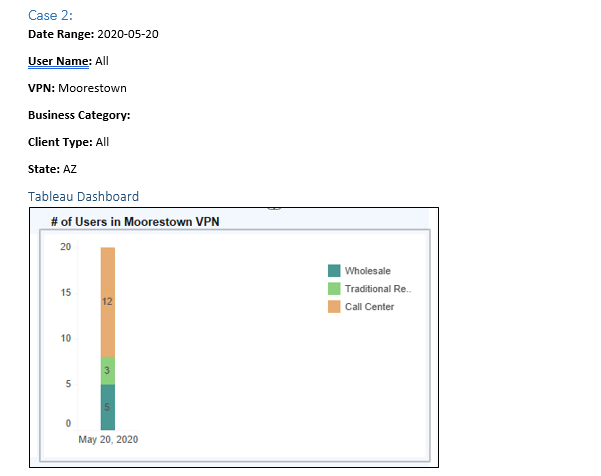 Case 2:
Date Range: 2020-05-20
User Name: All
VPN: Moorestown
Business Category:
Client Type: All
State: AZ
Tableau Dashboard
# of Users in Moorestown VPN
20
15
10
5
0
12
3
5
May 20, 2020
Wholesale
Traditional Re..
Call Center